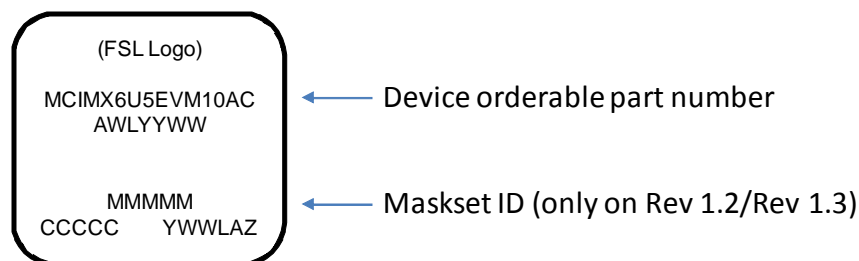 (FSL Logo)
MCIMX6U5EVM10AC
Device orderable part number
AWLYYWW
MMMMM
Maskset ID (only on Rev 1.2/Rev 1.3)
CCCCC YWWLAZ